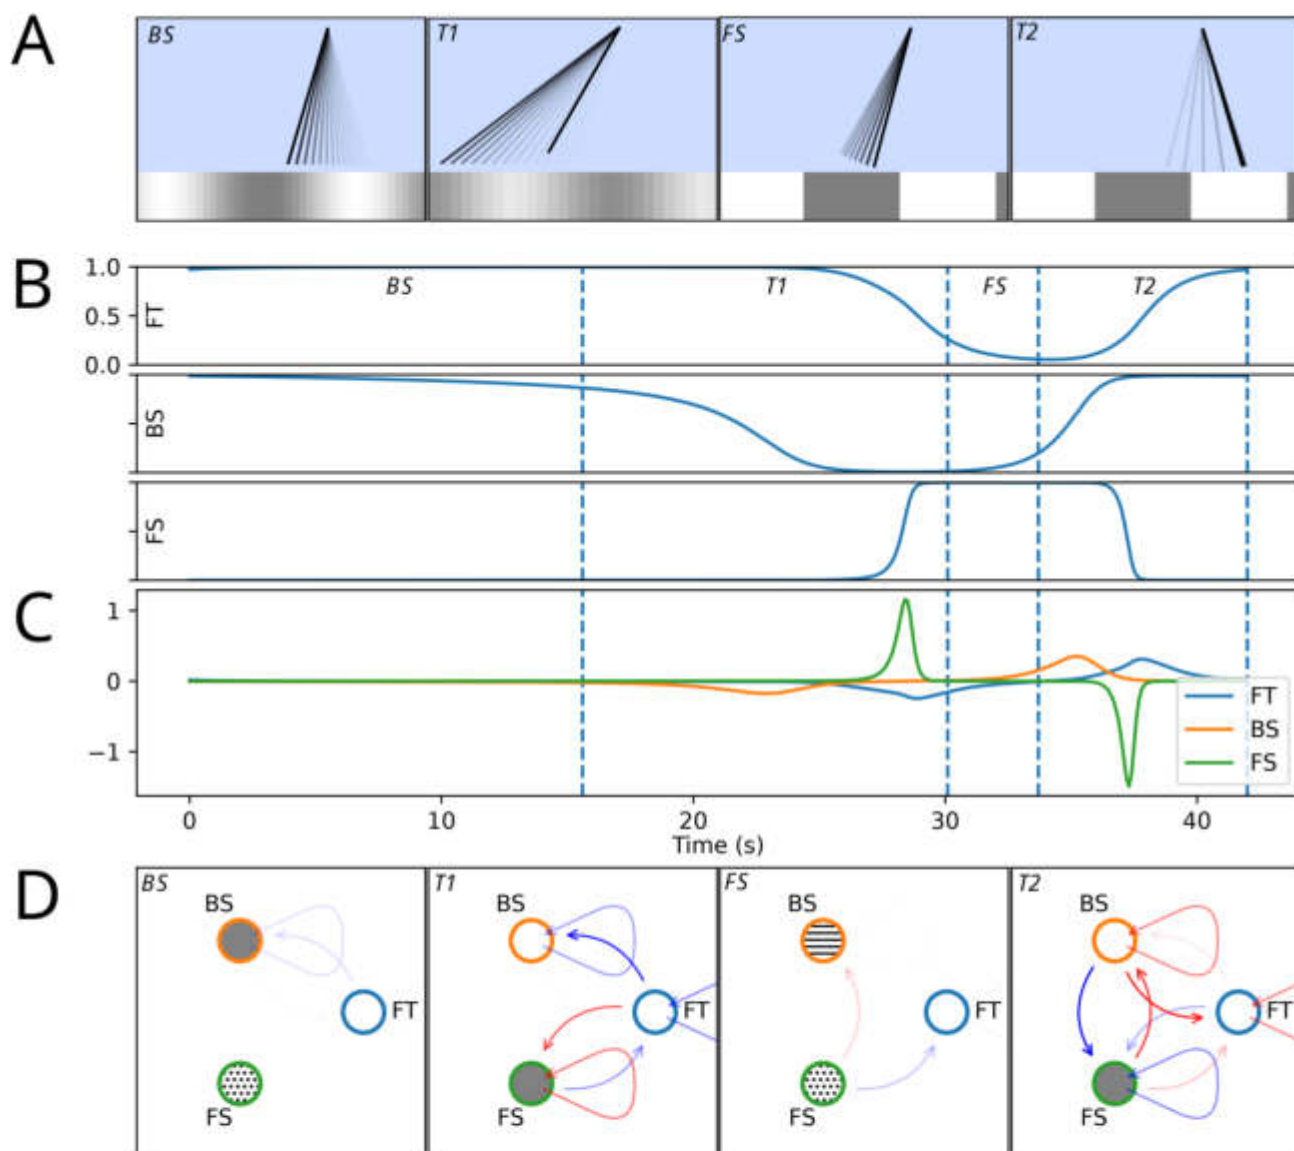 A
BS T1 FS T2
B
1.0
0.5
0.0
FT
BS T1 FS T2
BS
FS
C
1
0
−1
FT
BS
FS
0 10 20 30 40
Time (s)
D
BS T1 FS T2
BS BS BS BS
FT FT FT FT
FS FS FS FS